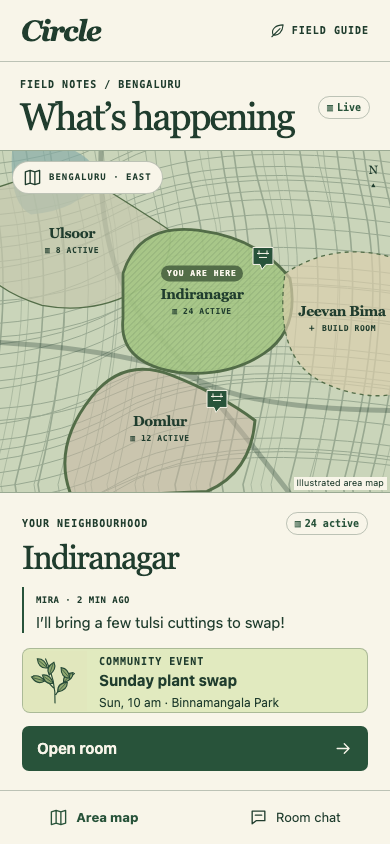 Circle
FIELD GUIDE
FIELD NOTES / BENGALURU
What's happening
Live
BENGALURU · EAST
N
Ulsoor
8 ACTIVE
YOU ARE HERE
Indiranagar
24 ACTIVE
Jeevan Bima
+ BUILD ROOM
Domlur
12 ACTIVE
Illustrated area map
YOUR NEIGHBOURHOOD
24 active
Indiranagar
MIRA · 2 MIN AGO
I'll bring a few tulsi cuttings to swap!
COMMUNITY EVENT
Sunday plant swap
Sun, 10 am · Binnamangala Park
Open room →
Area map
Room chat